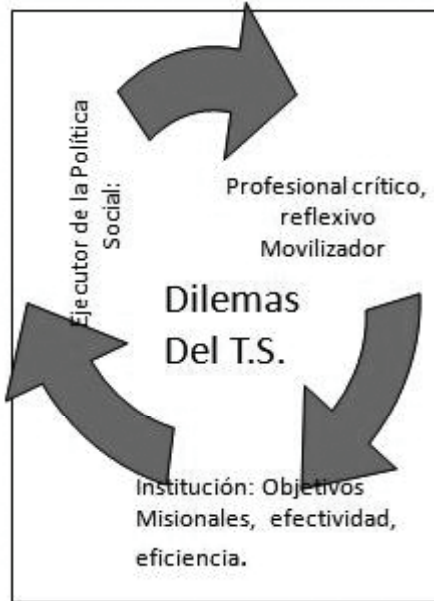 Ejecutor de la Política
Social:
Profesional crítico,
reflexivo
Movilizador
Dilemas
Del T.S.
Institución: Objetivos
Misionales, efectividad,
eficiencia.